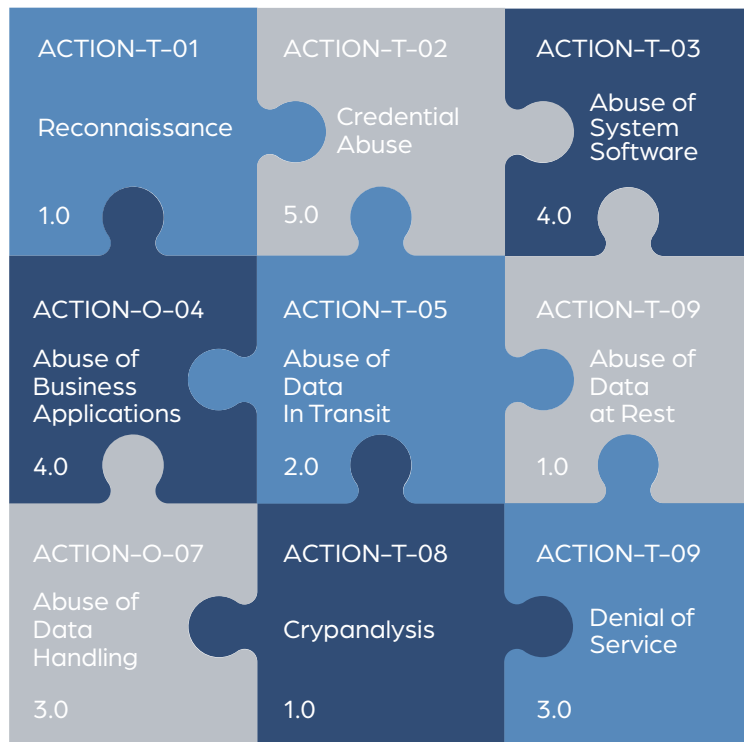 ACTION-T-01
Reconnaissance
1.0
ACTION-T-02
Credential
Abuse
5.0
ACTION-T-03
Abuse of
System
Software
4.0
ACTION-O-04
Abuse of
Business
Applications
4.0
ACTION-T-05
Abuse of
Data
In Transit
2.0
ACTION-T-09
Abuse of
Data
at Rest
1.0
ACTION-O-07
Abuse of
Data
Handling
3.0
ACTION-T-08
Crypanalysis
1.0
ACTION-T-09
Denial of
Service
3.0